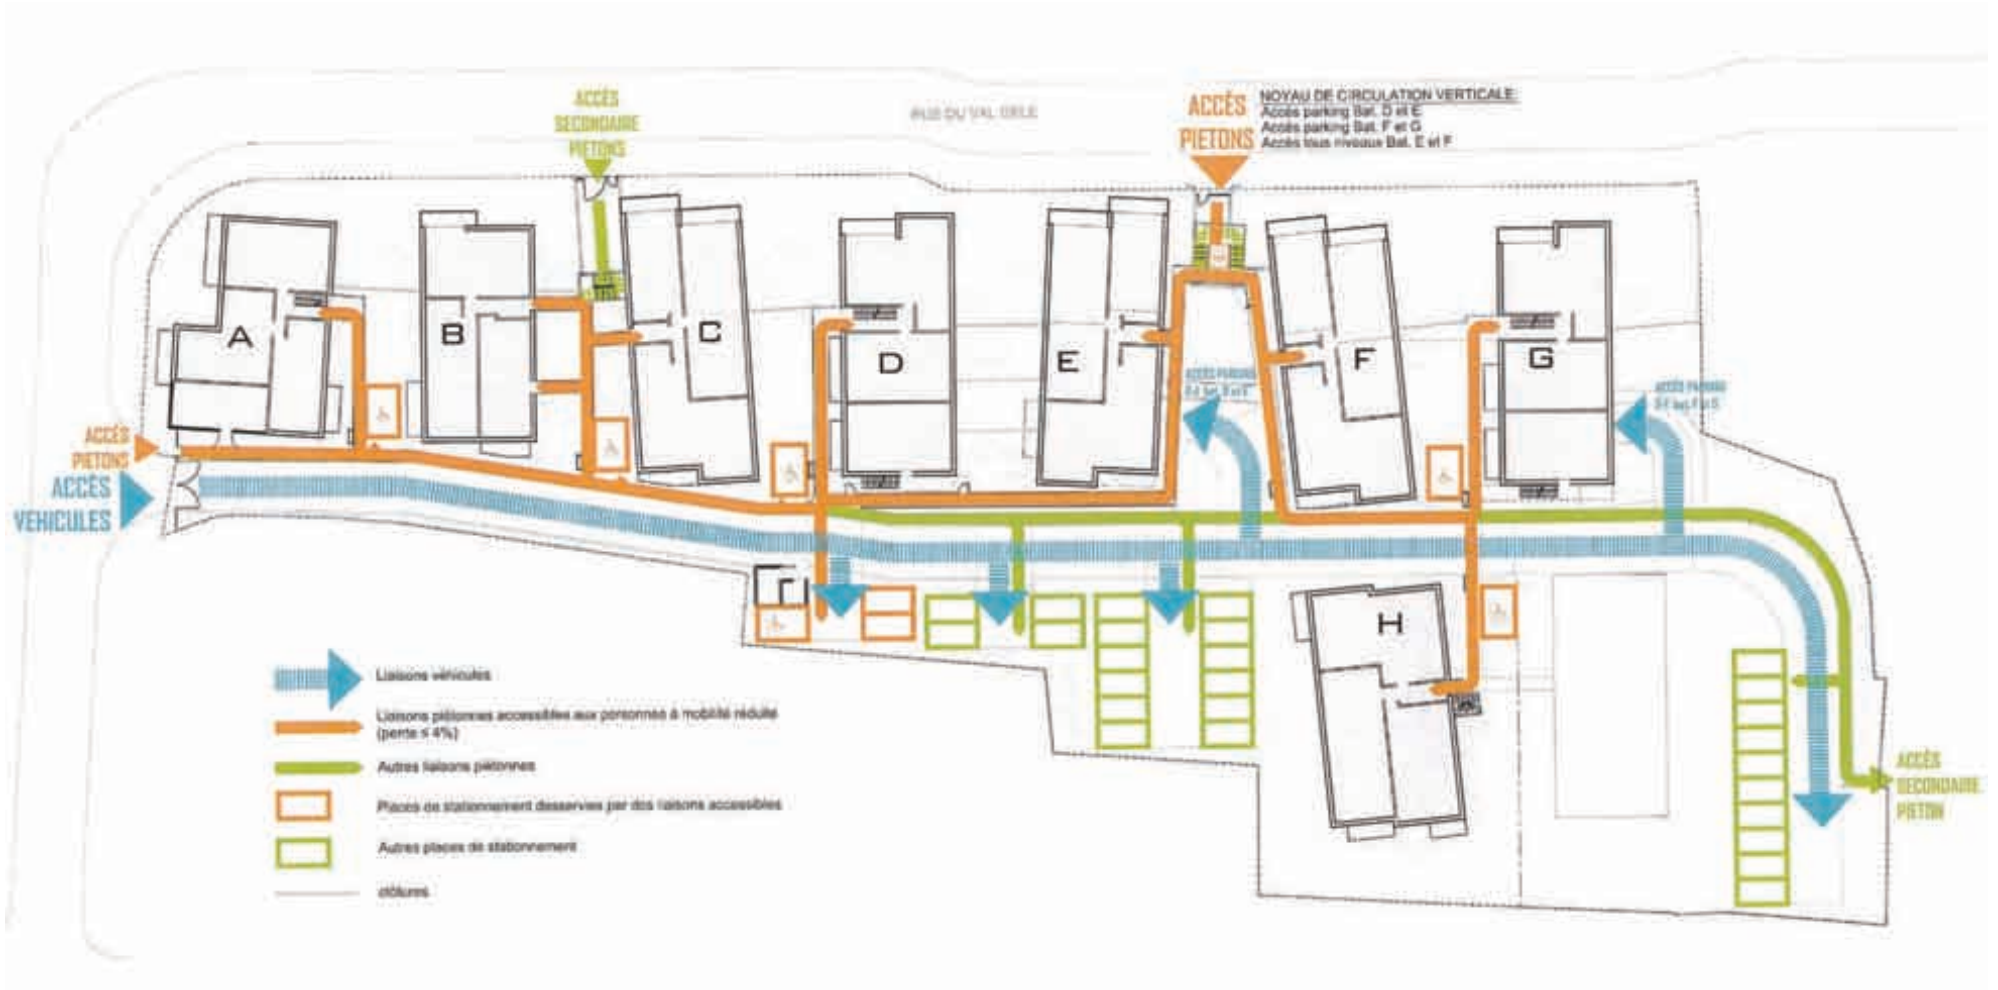 ACCÈS
SECONDAIRE
PIETONS
RUE DU VAL
ACCÈS
PIETONS
NOYAU DE CIRCULATION VERTICALE:
Accès parking Bat. D et E
Accès parking Bat. F et G
Accès tous niveaux Bat. E et F
A
B
C
D
E
F
G
ACCÈS PARKING
ACCÈS PARKING
ACCÈS
PIETONS
ACCÈS
VEHICULES
H
Liaisons véhicules
Liaisons piétonnes accessibles aux personnes à mobilité réduite
(pente ≤ 4%)
Autres liaisons piétonnes
Places de stationnement desservies par des liaisons accessibles
Autres places de stationnement
clôtures
ACCÈS
SECONDAIRE
PIETON